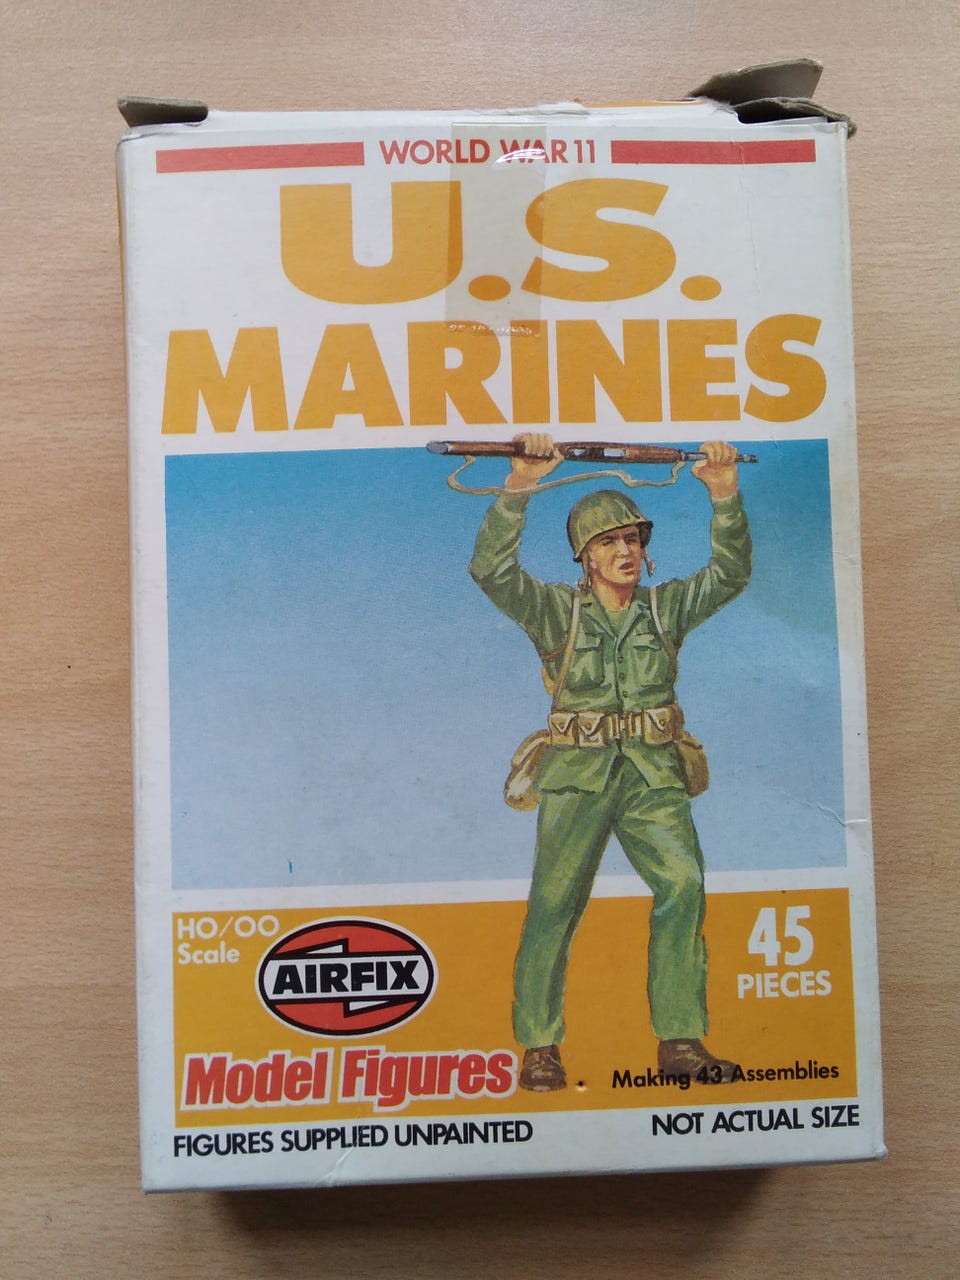 WORLD WAR 11
U.S.
MARINES
HO/OO
Scale
AIRFIX
Model Figures
45
PIECES
Making 43 Assemblies
FIGURES SUPPLIED UNPAINTED
NOT ACTUAL SIZE